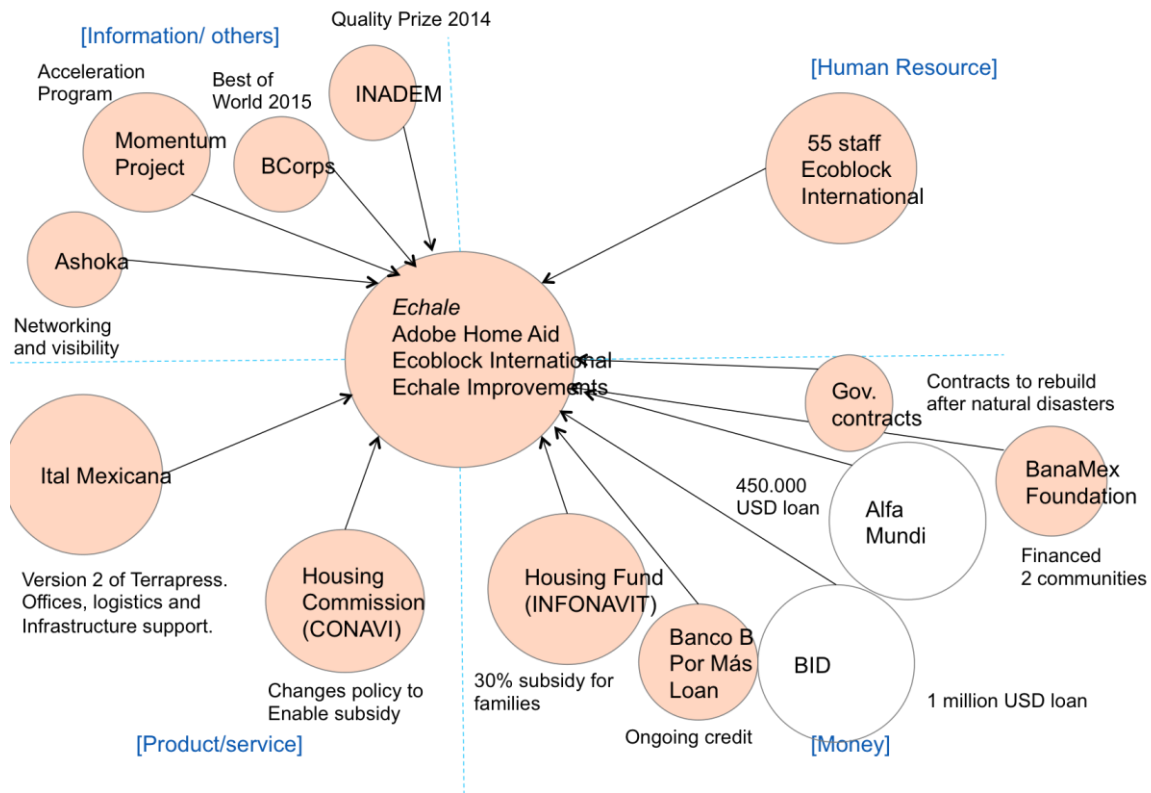 Quality Prize 2014
[Information/ others]
Acceleration
Program
Best of
World 2015
INADEM
Momentum
Project
BCorps
Ashoka
Networking
and visibility
[Human Resource]
55 staff
Ecoblock
International
Echale
Adobe Home Aid
Ecoblock International
Echale Improvements
Ital Mexicana
Version 2 of Terrapress.
Offices, logistics and
Infrastructure support.
Housing
Commission
(CONAVI)
Changes policy to
Enable subsidy
[Product/service]
Gov.
contracts
Contracts to rebuild
after natural disasters
BanaMex
Foundation
Financed
2 communities
450.000
USD loan
Alfa
Mundi
Housing Fund
(INFONAVIT)
30% subsidy for
families
Banco B
Por Más
Loan
Ongoing credit
BID
1 million USD loan
[Money]